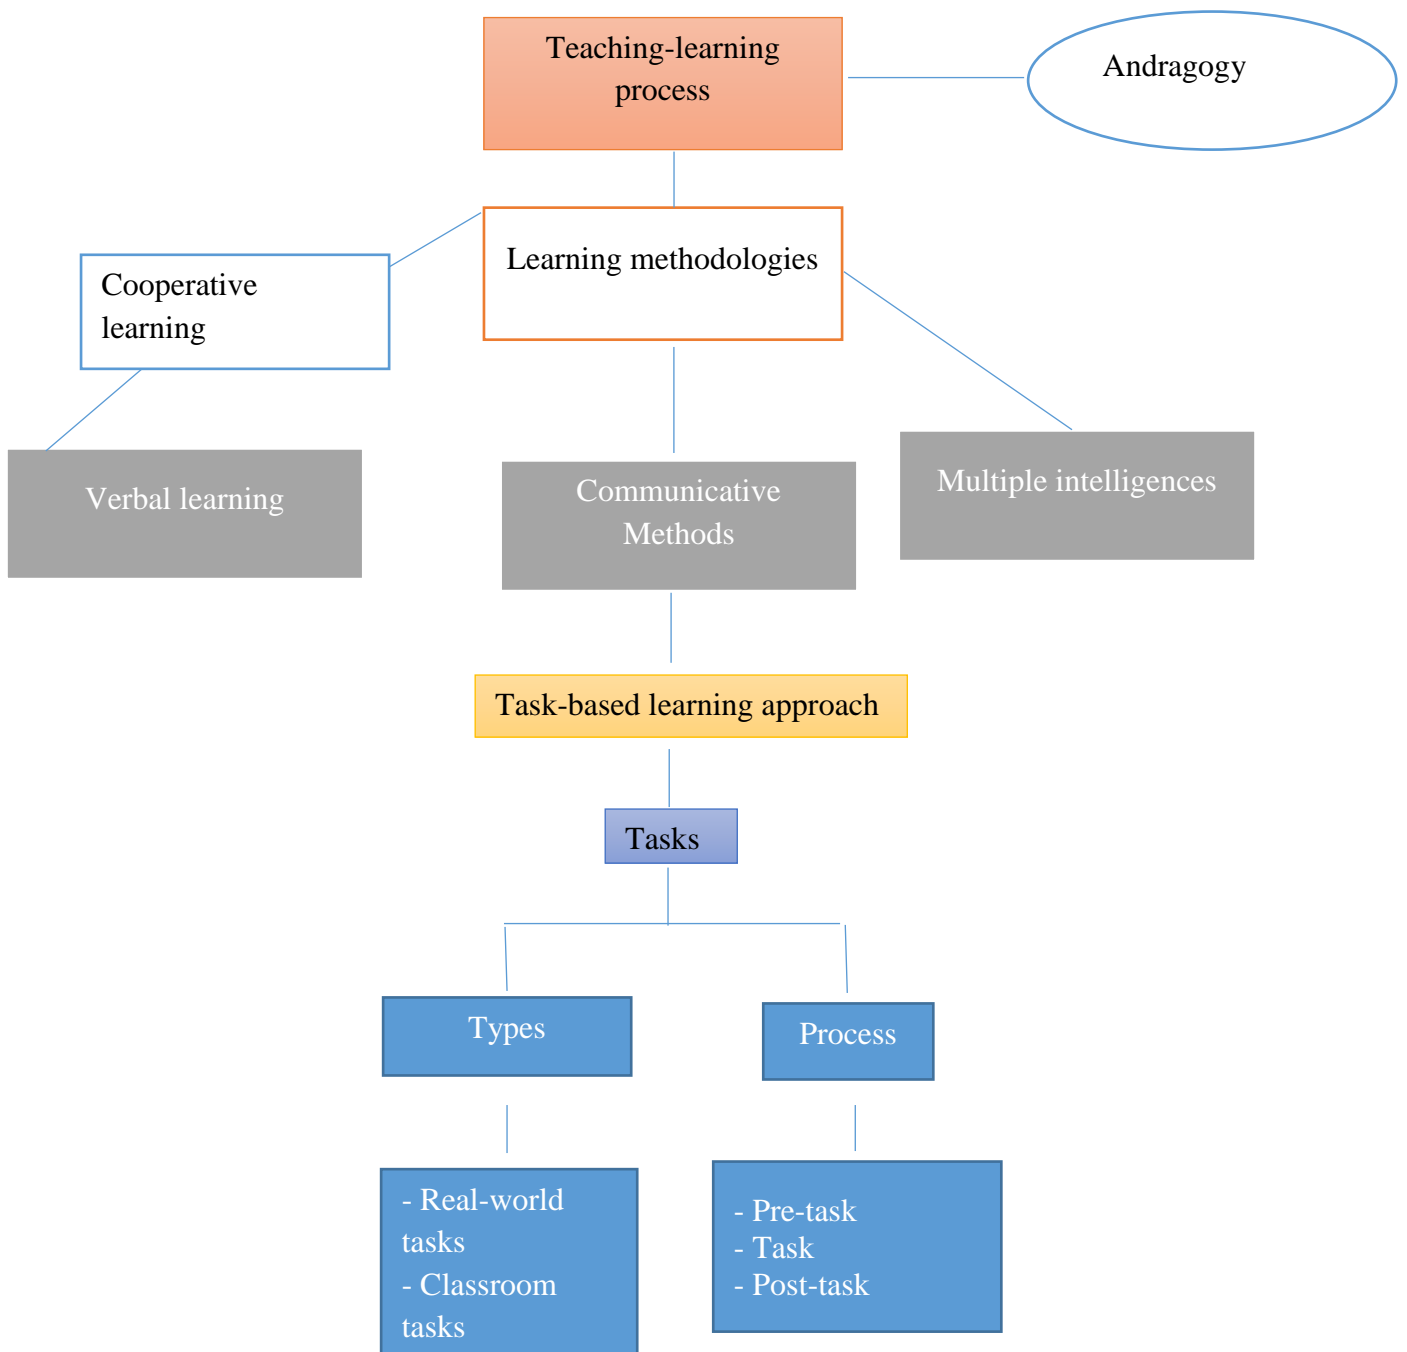 Teaching-learning
process
Andragogy
Learning methodologies
Cooperative
learning
Verbal learning
Communicative
Methods
Multiple intelligences
Task-based learning approach
Tasks
Types
Process
- Real-world
tasks
- Classroom
tasks
- Pre-task
- Task
- Post-task